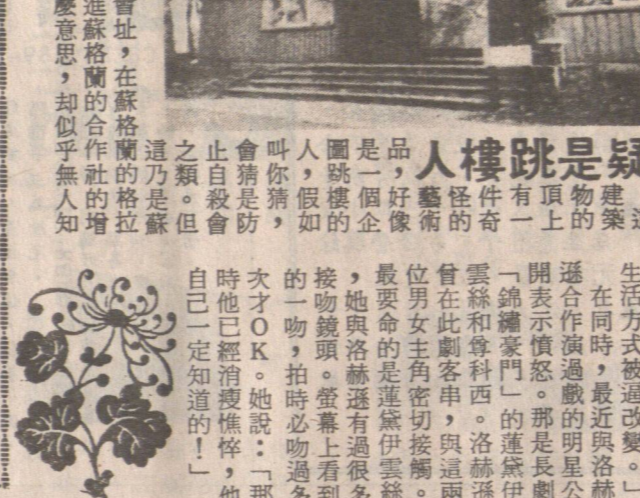 疑是跳樓人
建築
物的
頂上
有一
件奇
怪的
藝術
品，好像
是一個企
圖跳樓的
人，假如
叫你猜，
會猜是防
止自殺會
之類。但
這乃是蘇
會址，在蘇格蘭的格拉
進蘇格蘭的合作社的增
麼意思，却似乎無人知
生活方式被逼改變。」
在同時，最近與洛赫
遜合作演過戲的明星公
開表示憤怒。那是長劇
「錦繡豪門」的蓮黛伊
雲絲和尊科西。洛赫遜
曾在此劇客串，與這兩
位男女主角密切接觸。
最要命的是蓮黛伊雲絲
，她與洛赫遜有過很多
接吻鏡頭。螢幕上看到
的一吻，拍時必吻過多
次才OK。她說：「那
時他已經消瘦憔悴，他
自己一定知道的！」